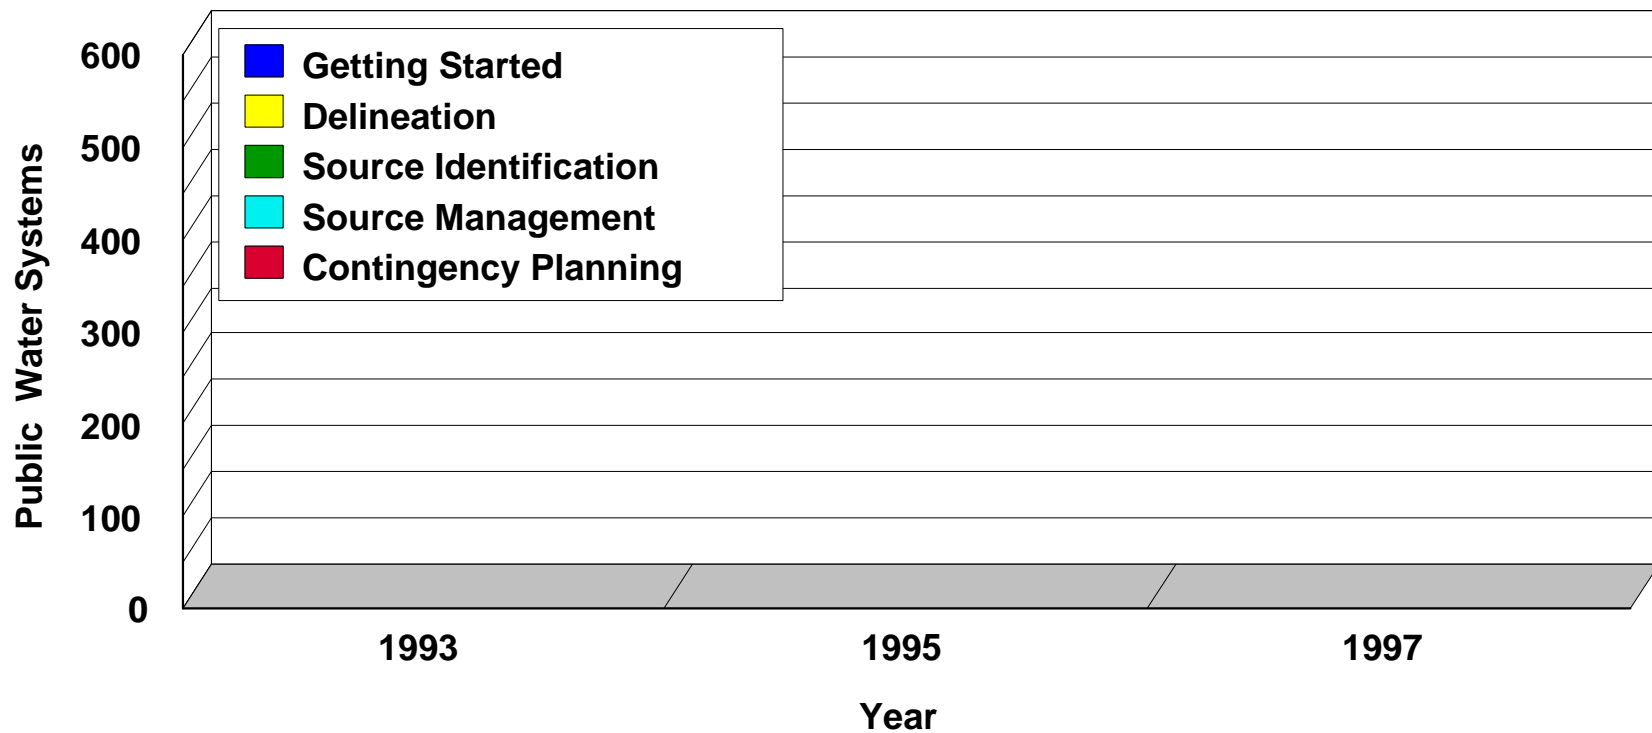 600
500
400
300
200
100
0
Public Water Systems
Getting Started
Delineation
Source Identification
Source Management
Contingency Planning
1993 1995 1997
Year